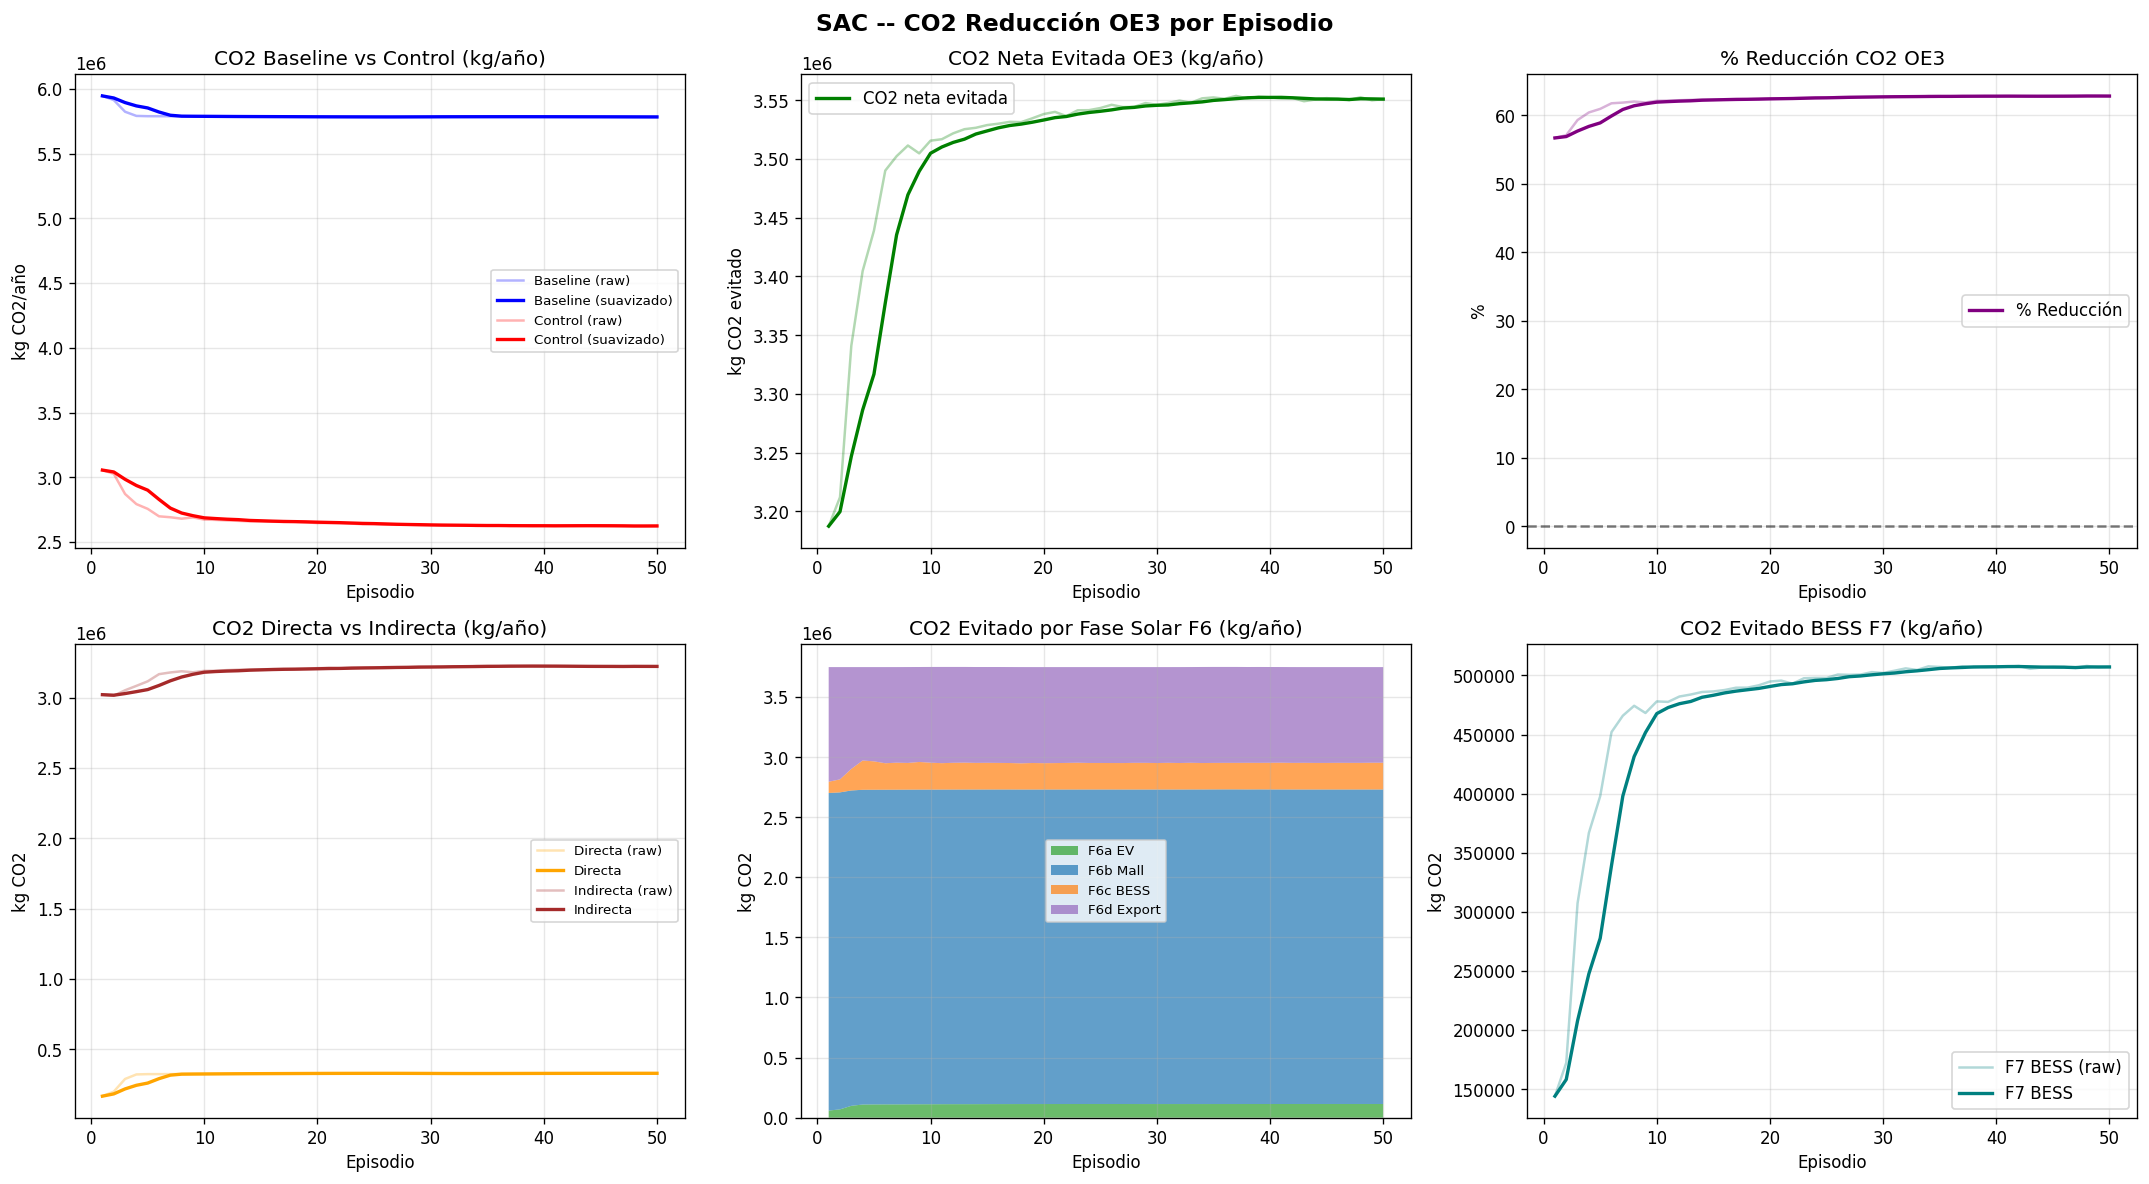 SAC -- CO2 Reducción OE3 por Episodio
CO2 Baseline vs Control (kg/año)
1e6
kg CO2/año
6.0
5.5
5.0
4.5
4.0
3.5
3.0
2.5
Baseline (raw)
Baseline (suavizado)
Control (raw)
Control (suavizado)
0 10 20 30 40 50
Episodio
CO2 Neta Evitada OE3 (kg/año)
1e6
kg CO2 evitado
CO2 neta evitada
3.55
3.50
3.45
3.40
3.35
3.30
3.25
3.20
0 10 20 30 40 50
Episodio
% Reducción CO2 OE3
%
60
50
40
30
20
10
0
% Reducción
0 10 20 30 40 50
Episodio
CO2 Directa vs Indirecta (kg/año)
1e6
kg CO2
3.0
2.5
2.0
1.5
1.0
0.5
Directa (raw)
Directa
Indirecta (raw)
Indirecta
0 10 20 30 40 50
Episodio
CO2 Evitado por Fase Solar F6 (kg/año)
1e6
kg CO2
3.5
3.0
2.5
2.0
1.5
1.0
0.5
0.0
F6a EV
F6b Mall
F6c BESS
F6d Export
0 10 20 30 40 50
Episodio
CO2 Evitado BESS F7 (kg/año)
kg CO2
500000
450000
400000
350000
300000
250000
200000
150000
F7 BESS (raw)
F7 BESS
0 10 20 30 40 50
Episodio